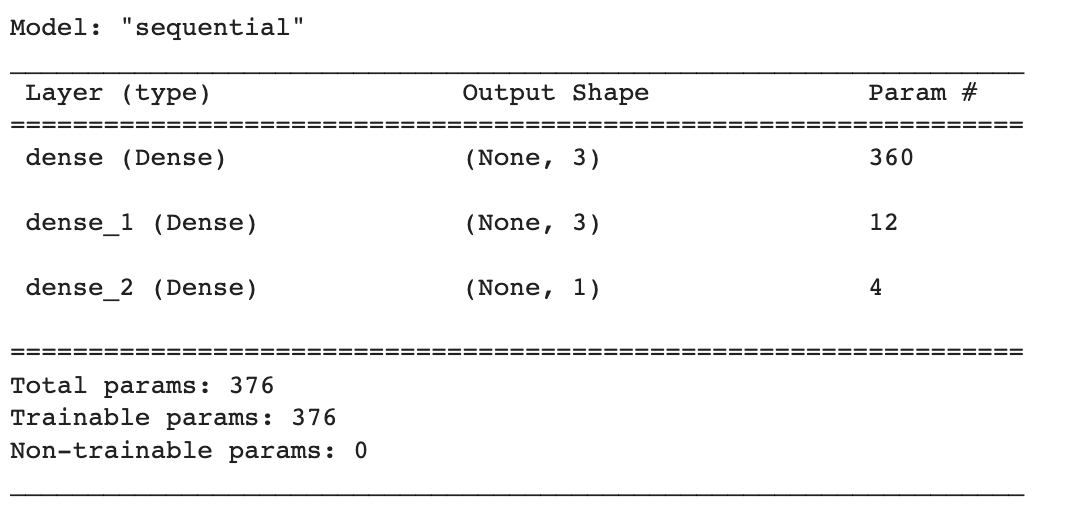 Model: "sequential"
Layer (type) Output Shape Param #
=================================================================
dense (Dense) (None, 3) 360
dense_1 (Dense) (None, 3) 12
dense_2 (Dense) (None, 1) 4
=================================================================
Total params: 376
Trainable params: 376
Non-trainable params: 0